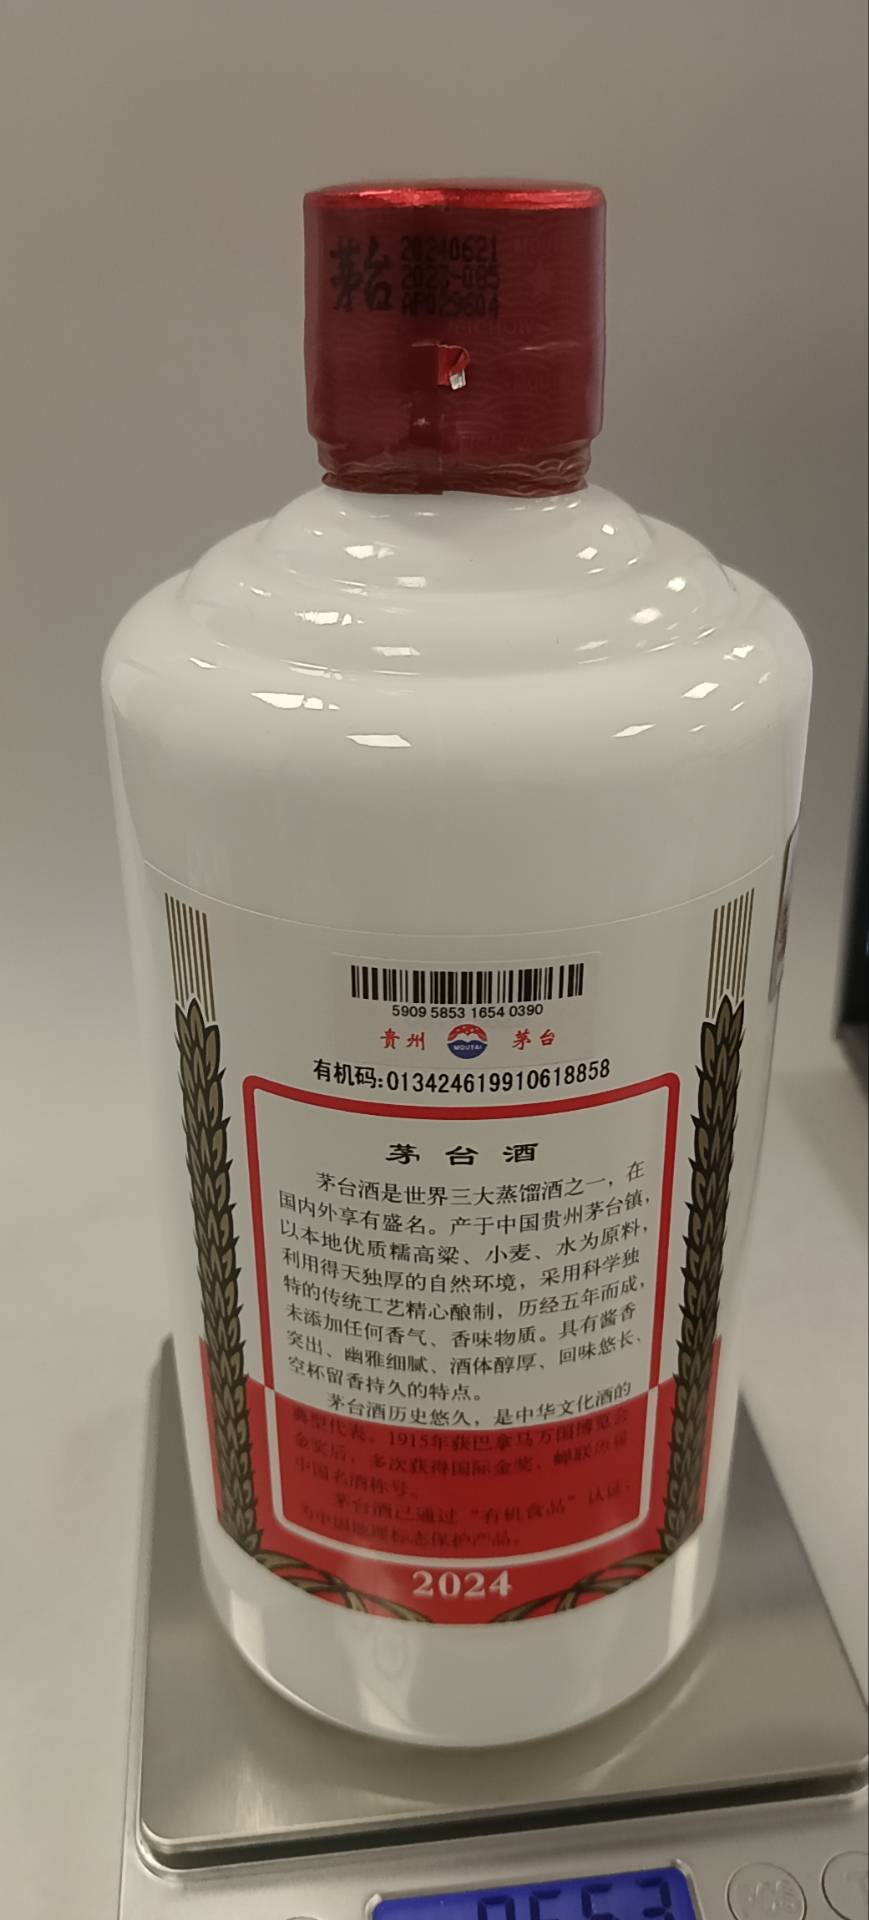 茅台
20240621
2023-085
AP029604
5909 5853 1654 0390
贵州
MOUTAI
茅台
有机码:013424619910618858
茅台酒
茅台酒是世界三大蒸馏酒之一，在
国内外享有盛名。产于中国贵州茅台镇，
以本地优质糯高粱、小麦、水为原料，
利用得天独厚的自然环境，采用科学独
特的传统工艺精心酿制，历经五年而成，
未添加任何香气、香味物质。具有酱香
突出、幽雅细腻、酒体醇厚、回味悠长、
空杯留香持久的特点。
茅台酒历史悠久，是中华文化酒的
典型代表。1915年获巴拿马万国博览会
金奖后，多次获得国际金奖，蝉联历届
中国名酒称号。
茅台酒已通过“有机食品”认证，
为中国地理标志保护产品。
2024
PCS